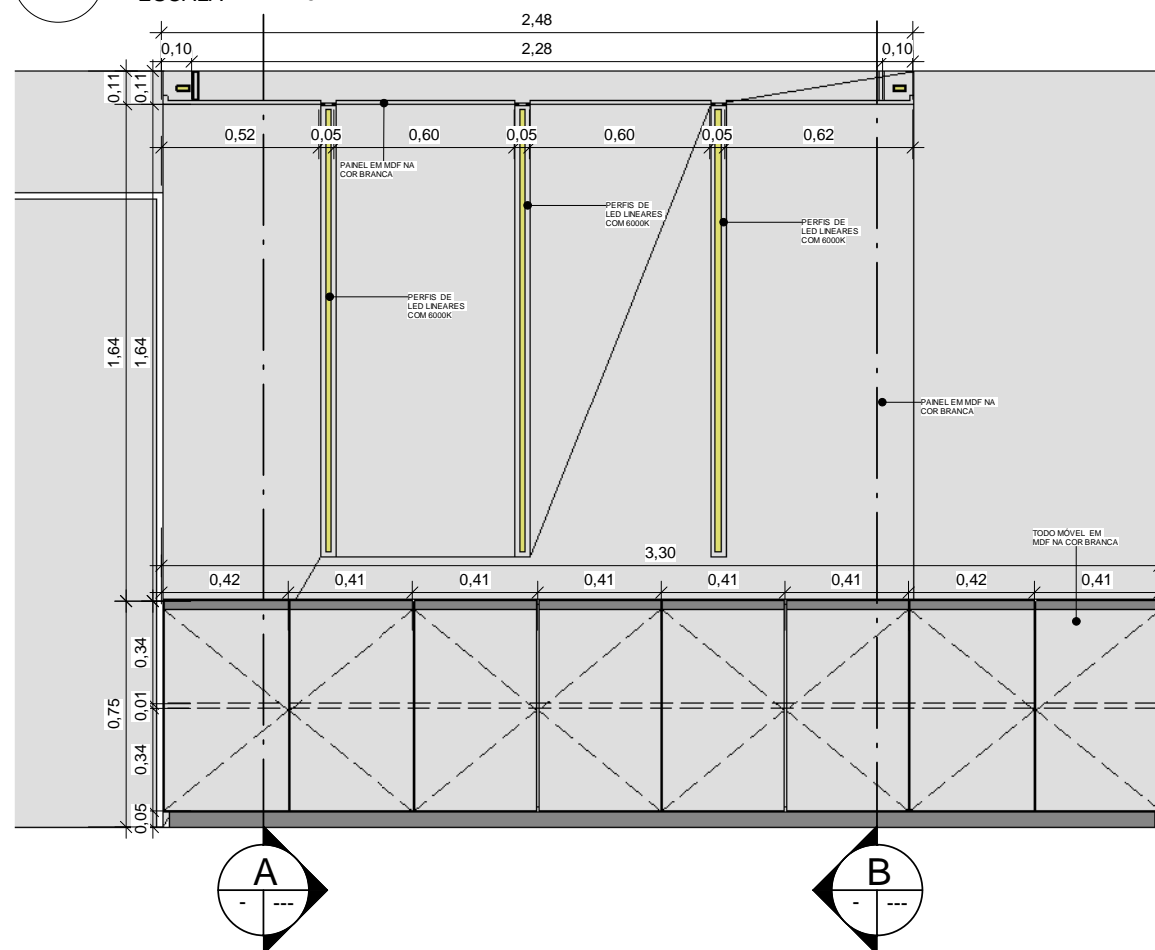 2,48
0,10
2,28
0,10
0,11
0,11
0,52
0,05
0,60
0,05
0,60
0,05
0,62
PAINEL EM MDF NA
COR BRANCA
PERFIS DE
LED LINEARES
COM 6000K
PERFIS DE
LED LINEARES
COM 6000K
PERFIS DE
LED LINEARES
COM 6000K
1,64
1,64
PAINEL EM MDF NA
COR BRANCA
TODO MÓVEL EM
MDF NA COR BRANCA
3,30
0,42
0,41
0,41
0,41
0,41
0,41
0,42
0,41
0,75
0,34
0,01
0,34
0,05
A
- ---
B
- ---